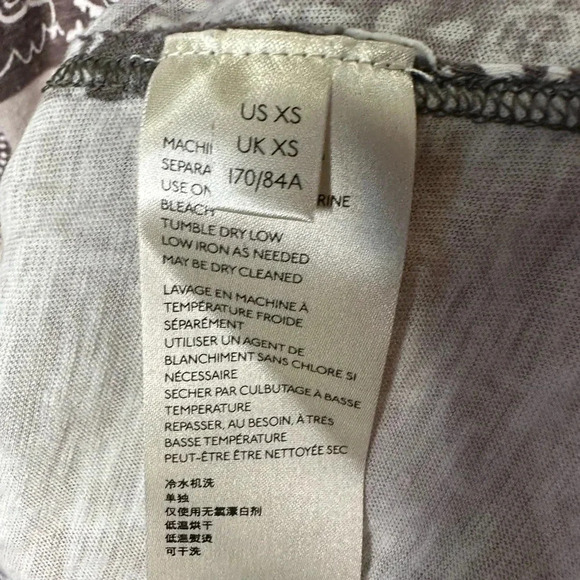 US XS
UK XS
170/84A
MACHI
SEPARA
USE ON RINE
BLEACH
TUMBLE DRY LOW
LOW IRON AS NEEDED
MAY BE DRY CLEANED
LAVAGE EN MACHINE À
TEMPÉRATURE FROIDE
SÉPARÉMENT
UTILISER UN AGENT DE
BLANCHIMENT SANS CHLORE SI
NÉCESSAIRE
SECHER PAR CULBUTAGE À BASSE
TEMPERATURE
REPASSER, AU BESOIN, À TRÈS
BASSE TEMPÉRATURE
PEUT-ÊTRE ÊTRE NETTOYÉE SEC
冷水机洗
单独
仅使用无氯漂白剂
低温烘干
低温熨烫
可干洗